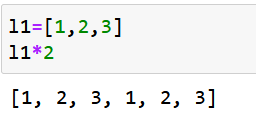 l1=[1,2,3]
l1*2
[1, 2, 3, 1, 2, 3]